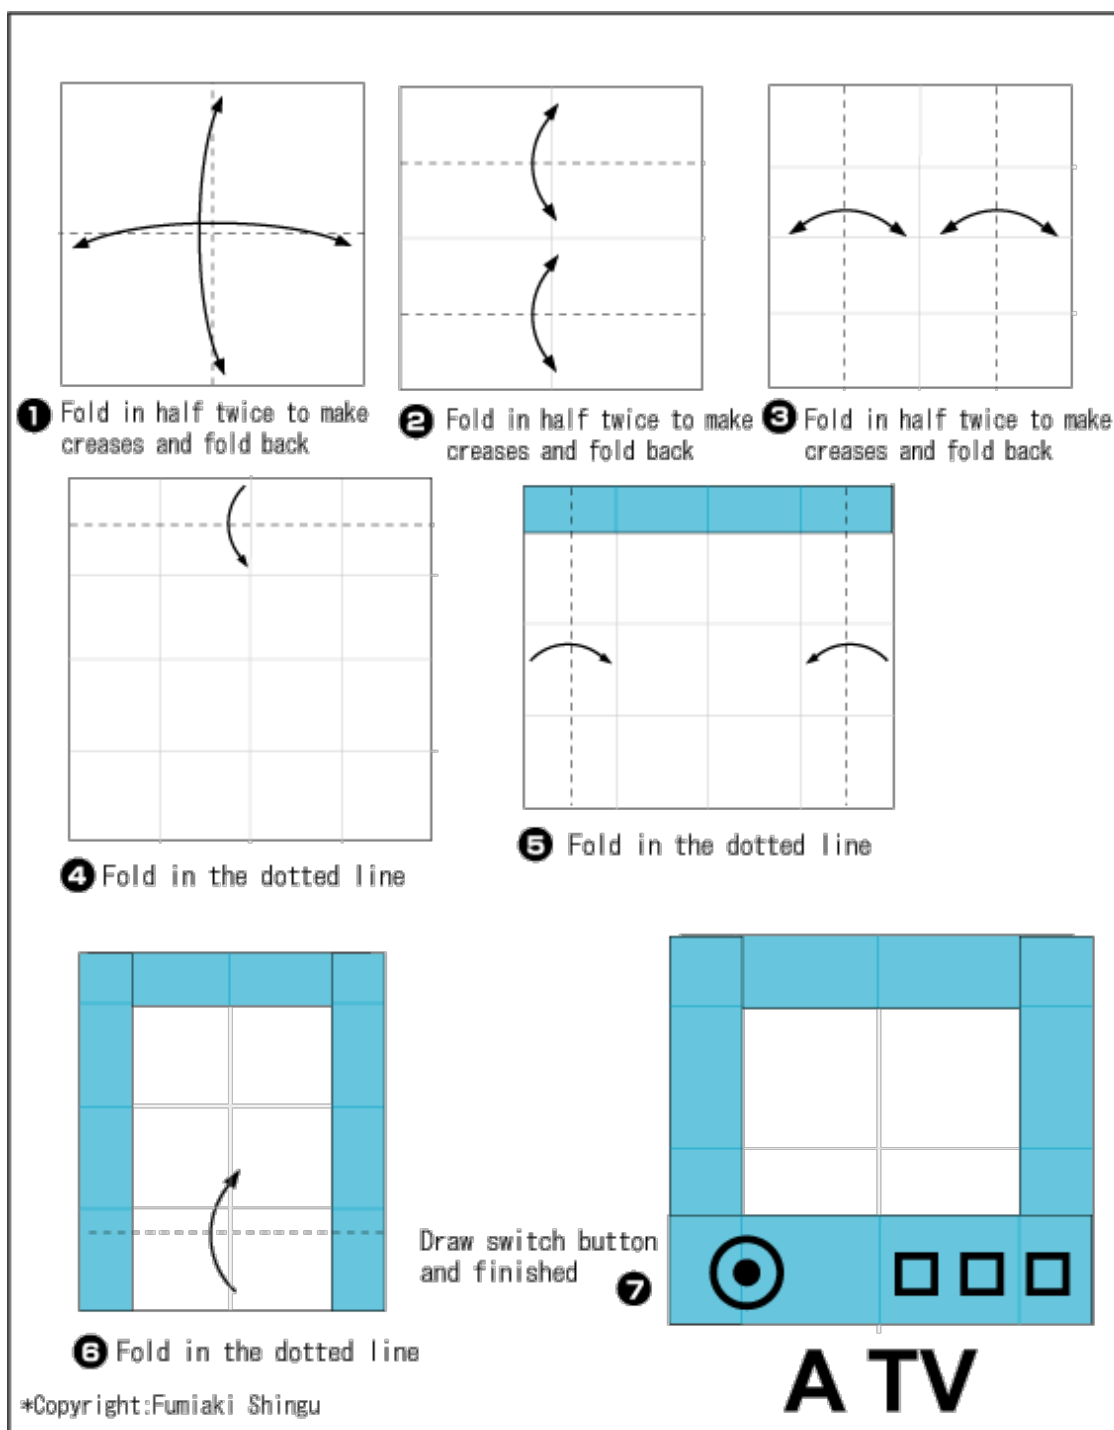 1 Fold in half twice to make
creases and fold back
2 Fold in half twice to make
creases and fold back
3 Fold in half twice to make
creases and fold back
4 Fold in the dotted line
5 Fold in the dotted line
6 Fold in the dotted line
Draw switch button
and finished 7
A TV
*Copyright:Fumiaki Shingu